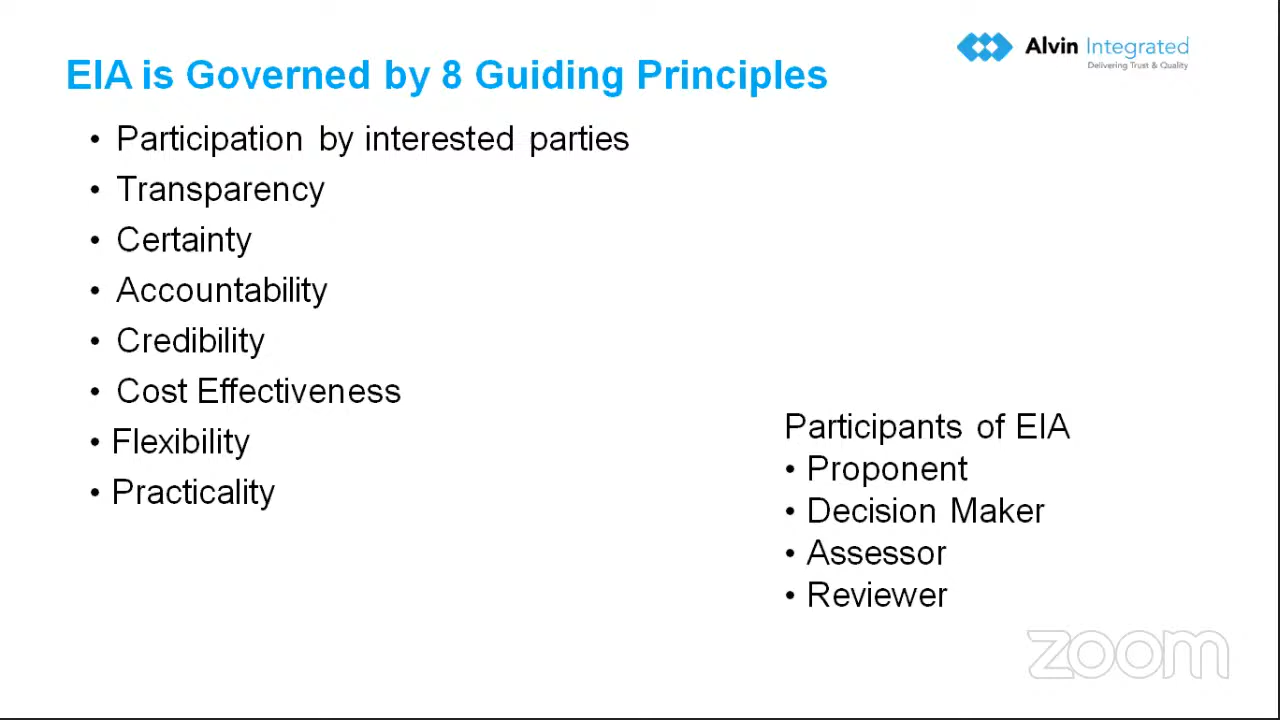 Alvin Integrated
Delivering Trust & Quality
EIA is Governed by 8 Guiding Principles
• Participation by interested parties
• Transparency
• Certainty
• Accountability
• Credibility
• Cost Effectiveness
• Flexibility
• Practicality
Participants of EIA
• Proponent
• Decision Maker
• Assessor
• Reviewer
zoom